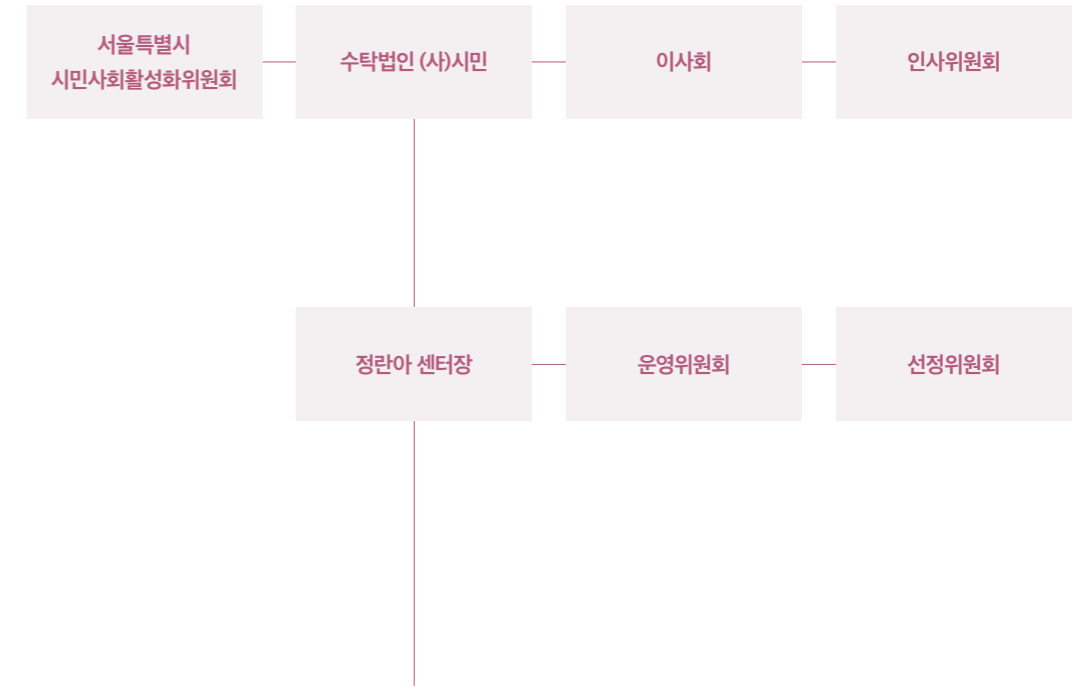 서울특별시
시민사회활성화위원회
수탁법인 (사)시민
이사회
인사위원회
정란아 센터장
운영위원회
선정위원회